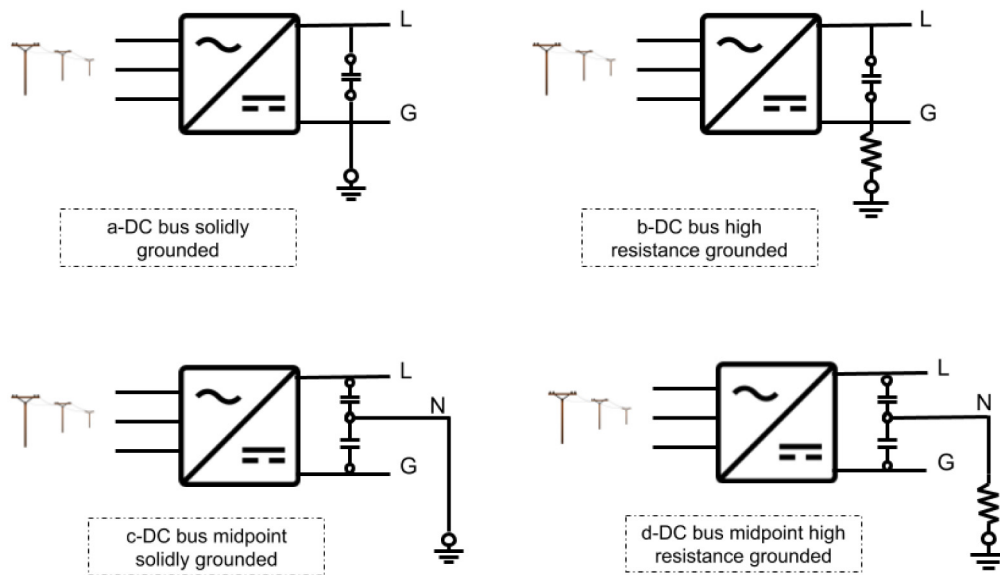 L
G
a-DC bus solidly
grounded
L
G
b-DC bus high
resistance grounded
L
N
G
c-DC bus midpoint
solidly grounded
L
N
G
d-DC bus midpoint high
resistance grounded